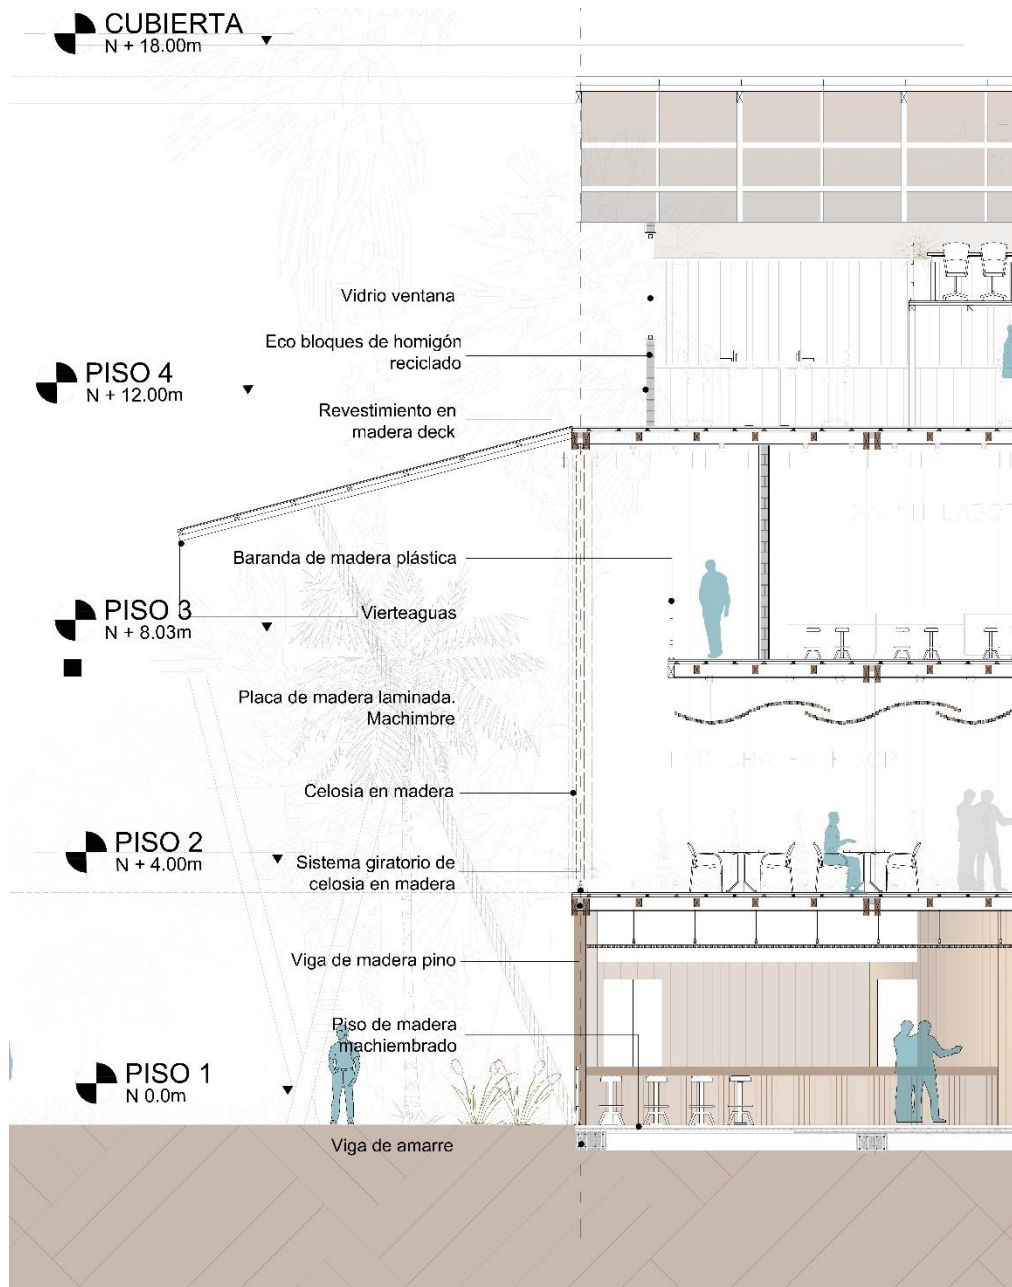 CUBIERTA
N + 18.00m
Vidrio ventana
Eco bloques de homigón
reciclado
PISO 4
N + 12.00m
Revestimiento en
madera deck
Baranda de madera plástica
PISO 3
N + 8.03m
Vierteaguas
Placa de madera laminada.
Machimbre
Celosia en madera
PISO 2
N + 4.00m
Sistema giratorio de
celosia en madera
Viga de madera pino
Piso de madera
machiembrado
PISO 1
N 0.0m
Viga de amarre